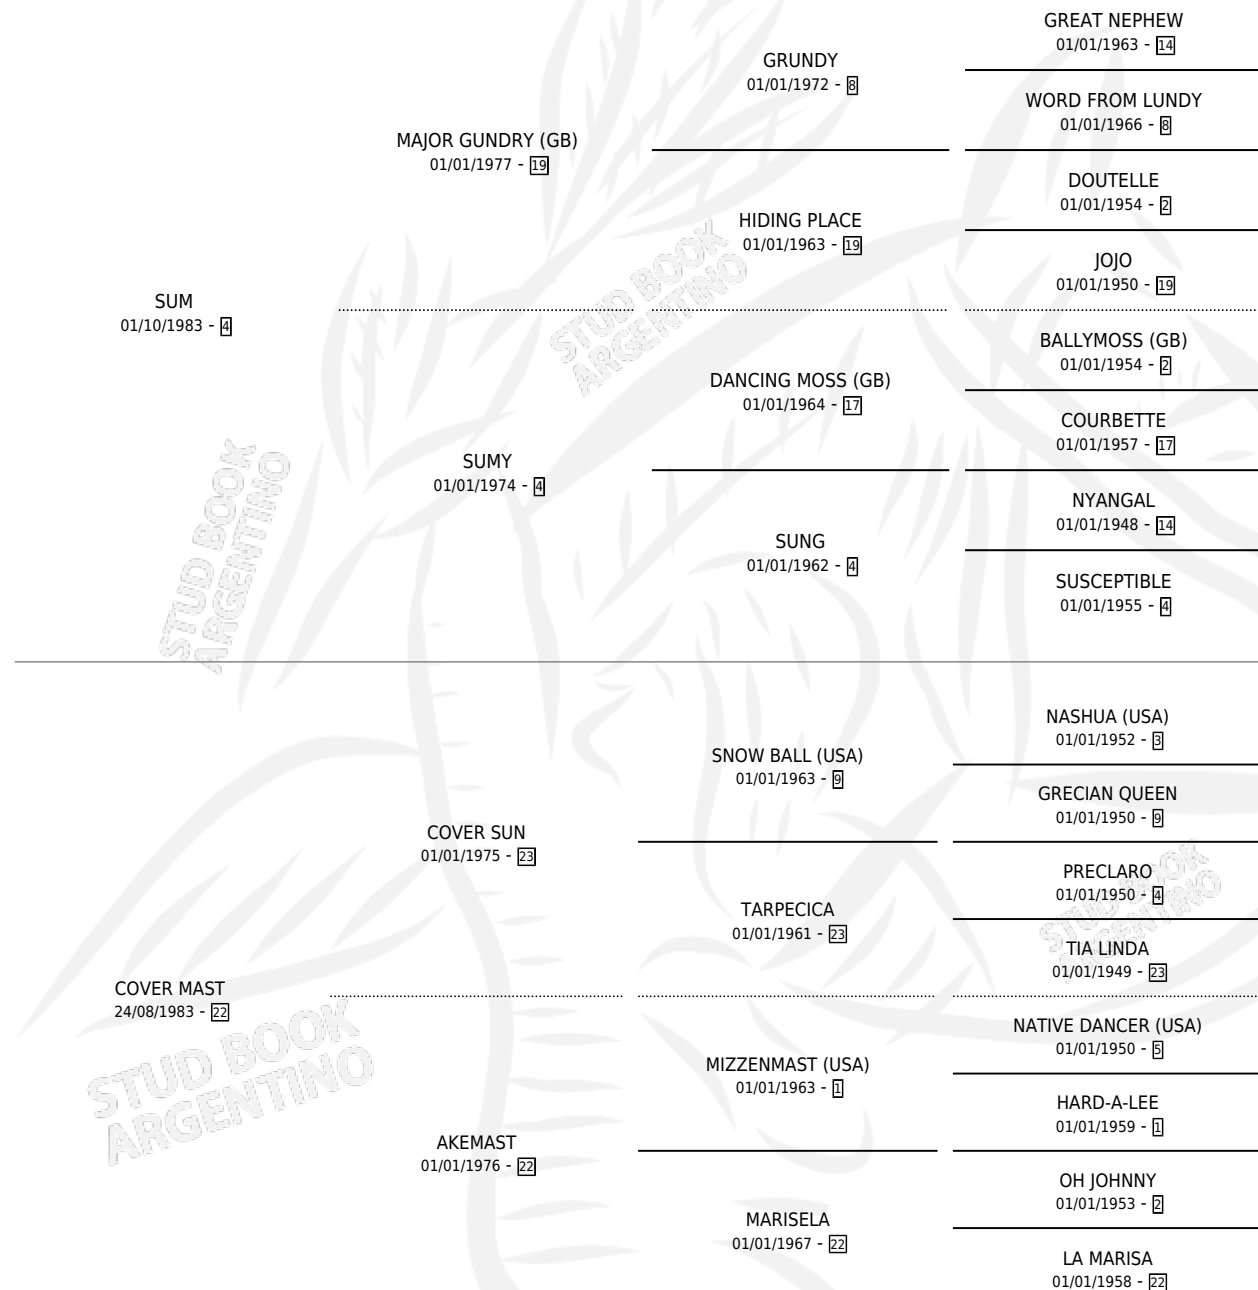 GREAT NEPHEW
01/01/1963 - 14
GRUNDY
01/01/1972 - 8
WORD FROM LUNDY
01/01/1966 - 8
MAJOR GUNDRY (GB)
01/01/1977 - 19
DOUTELLE
01/01/1954 - 2
HIDING PLACE
01/01/1963 - 19
JOJO
01/01/1950 - 19
SUM
01/10/1983 - 4
BALLYMOSS (GB)
01/01/1954 - 2
DANCING MOSS (GB)
01/01/1964 - 17
COURBETTE
01/01/1957 - 17
SUMY
01/01/1974 - 4
NYANGAL
01/01/1948 - 14
SUNG
01/01/1962 - 4
SUSCEPTIBLE
01/01/1955 - 4
STUD BOOK
ARGENTINO
STUD BOOK
ARGENTINO
NASHUA (USA)
01/01/1952 - 3
SNOW BALL (USA)
01/01/1963 - 9
GRECIAN QUEEN
01/01/1950 - 9
COVER SUN
01/01/1975 - 23
PRECLARO
01/01/1950 - 4
TARPECICA
01/01/1961 - 23
TIA LINDA
01/01/1949 - 23
STUD BOOK
ARGENTINO
COVER MAST
24/08/1983 - 22
NATIVE DANCER (USA)
01/01/1950 - 5
MIZZENMAST (USA)
01/01/1963 - 1
HARD-A-LEE
01/01/1959 - 1
AKEMAST
01/01/1976 - 22
OH JOHNNY
01/01/1953 - 2
MARISELA
01/01/1967 - 22
LA MARISA
01/01/1958 - 22
STUD BOOK
ARGENTINO